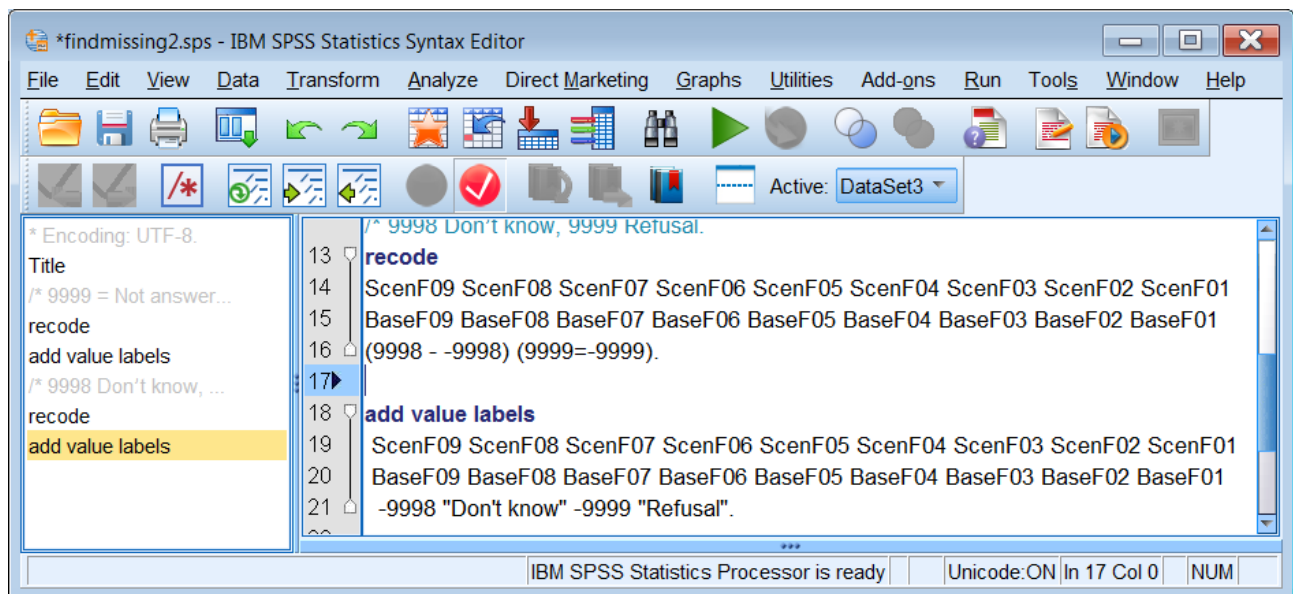 *findmissing2.sps - IBM SPSS Statistics Syntax Editor
File Edit View Data Transform Analyze Direct Marketing Graphs Utilities Add-ons Run Tools Window Help
/*
Active: DataSet3
* Encoding: UTF-8.
Title
/* 9999 = Not answer...
recode
add value labels
/* 9998 Don't know, ...
recode
add value labels
/* 9998 Don't know, 9999 Refusal.
13 recode
14 ScenF09 ScenF08 ScenF07 ScenF06 ScenF05 ScenF04 ScenF03 ScenF02 ScenF01
15 BaseF09 BaseF08 BaseF07 BaseF06 BaseF05 BaseF04 BaseF03 BaseF02 BaseF01
16 (9998 - -9998) (9999=-9999).
17
18 add value labels
19 ScenF09 ScenF08 ScenF07 ScenF06 ScenF05 ScenF04 ScenF03 ScenF02 ScenF01
20 BaseF09 BaseF08 BaseF07 BaseF06 BaseF05 BaseF04 BaseF03 BaseF02 BaseF01
21 -9998 "Don't know" -9999 "Refusal".
IBM SPSS Statistics Processor is ready Unicode:ON In 17 Col 0 NUM